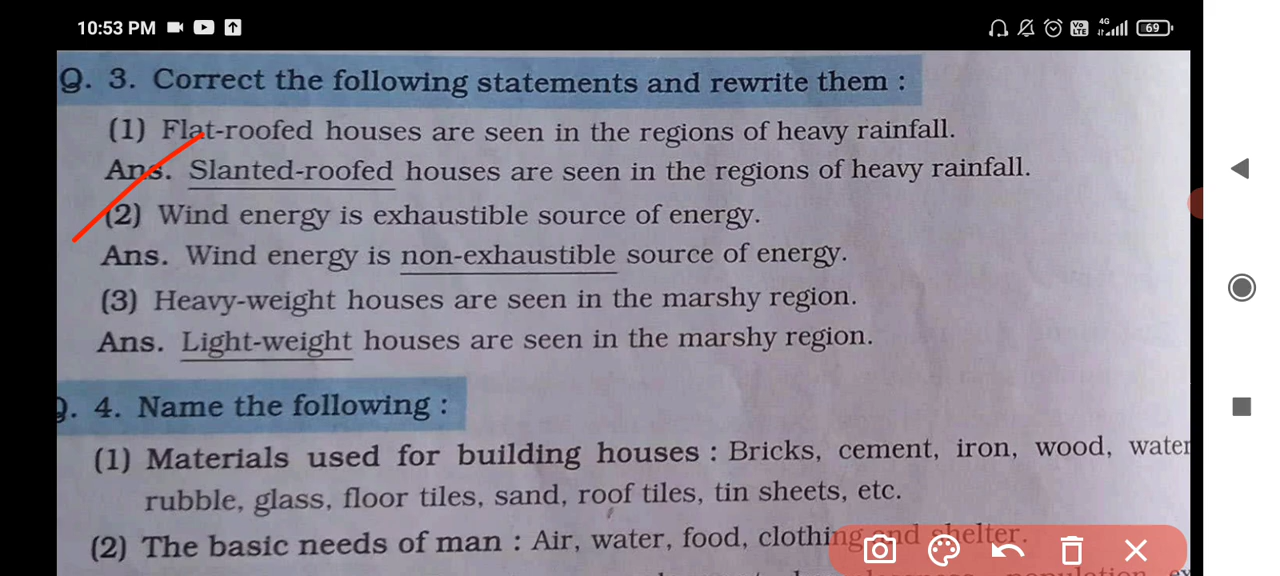 10:53 PM
Vo LTE 4G 69
Q. 3. Correct the following statements and rewrite them :
(1) Flat-roofed houses are seen in the regions of heavy rainfall.
Ans. Slanted-roofed houses are seen in the regions of heavy rainfall.
(2) Wind energy is exhaustible source of energy.
Ans. Wind energy is non-exhaustible source of energy.
(3) Heavy-weight houses are seen in the marshy region.
Ans. Light-weight houses are seen in the marshy region.
Q. 4. Name the following :
(1) Materials used for building houses : Bricks, cement, iron, wood, water
rubble, glass, floor tiles, sand, roof tiles, tin sheets, etc.
(2) The basic needs of man : Air, water, food, clothing and shelter.